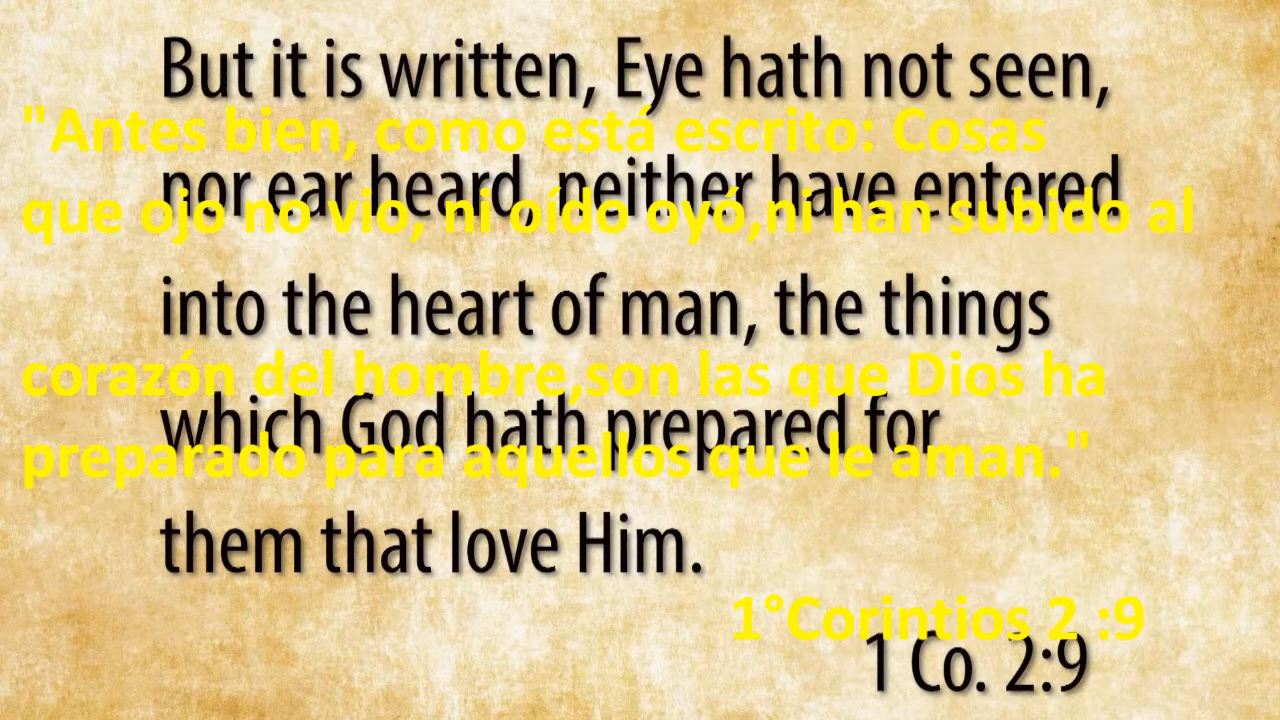 But it is written, Eye hath not seen,
"Antes bien, como está escrito: Cosas
nor ear heard, neither have entered
que ojo no vio, ni oído oyó,ni han subido al
into the heart of man, the things
corazón del hombre,son las que Dios ha
which God hath prepared for
preparado para aquellos que le aman."
them that love Him.
1°Corintios 2 :9
1 Co. 2:9